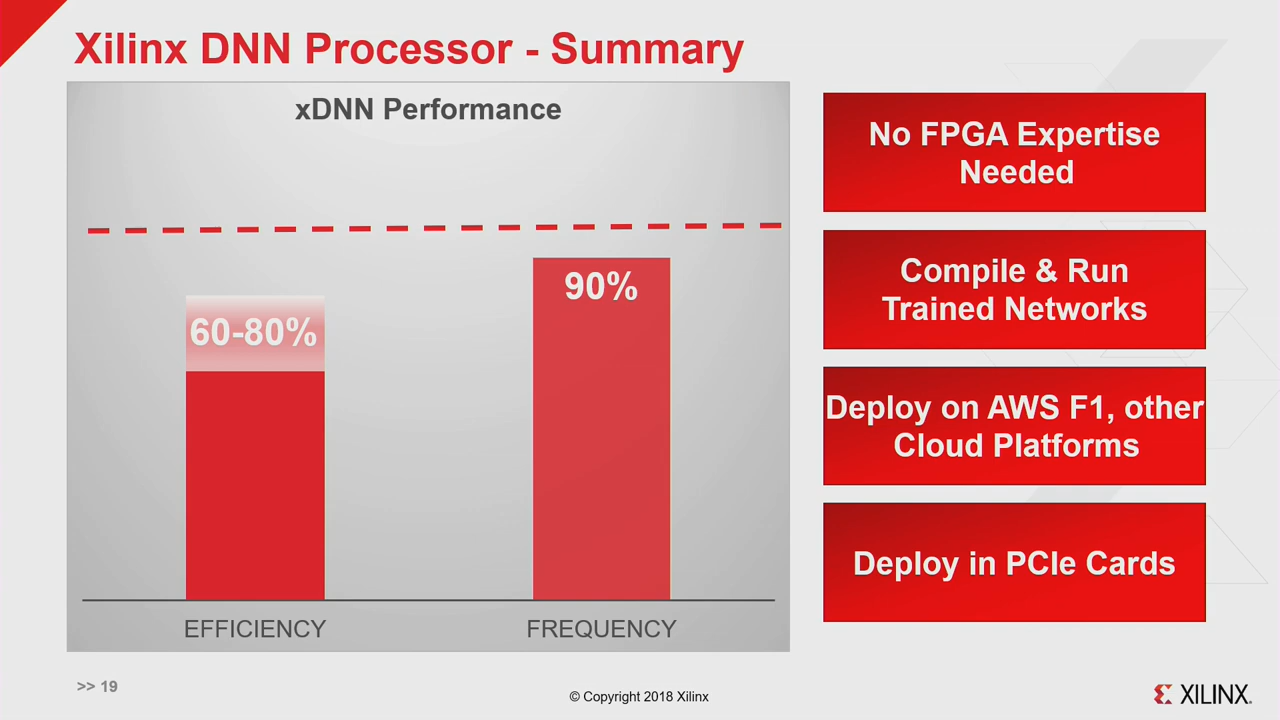 Xilinx DNN Processor - Summary
xDNN Performance
60-80%
90%
EFFICIENCY
FREQUENCY
No FPGA Expertise
Needed
Compile & Run
Trained Networks
Deploy on AWS F1, other
Cloud Platforms
Deploy in PCIe Cards
>> 19
© Copyright 2018 Xilinx
XILINX.